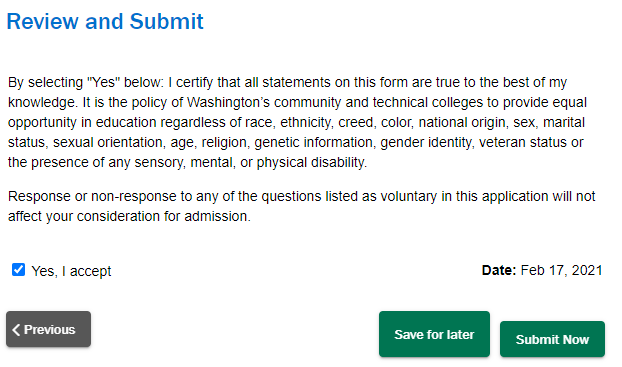 Review and Submit
By selecting "Yes" below: I certify that all statements on this form are true to the best of my
knowledge. It is the policy of Washington's community and technical colleges to provide equal
opportunity in education regardless of race, ethnicity, creed, color, national origin, sex, marital
status, sexual orientation, age, religion, genetic information, gender identity, veteran status or
the presence of any sensory, mental, or physical disability.
Response or non-response to any of the questions listed as voluntary in this application will not
affect your consideration for admission.
Yes, I accept
Date: Feb 17, 2021
Previous
Save for later
Submit Now